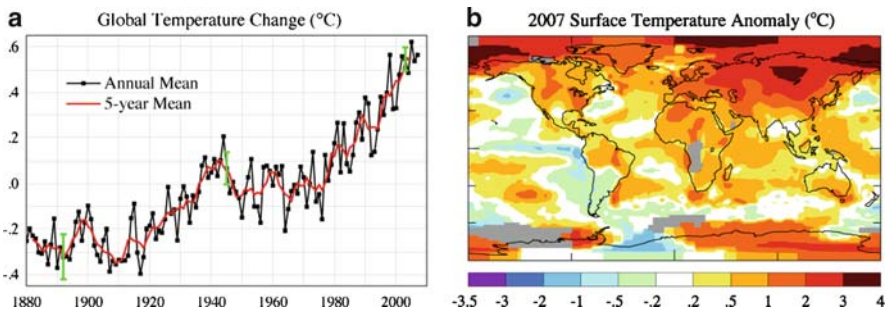 a
Global Temperature Change (°C)
.6
.4
.2
.0
-.2
-.4
Annual Mean
5-year Mean
1880 1900 1920 1940 1960 1980 2000
b
2007 Surface Temperature Anomaly (°C)
-3.5 -3 -2 -1 -.5 -.2 .2 .5 1 2 3 4